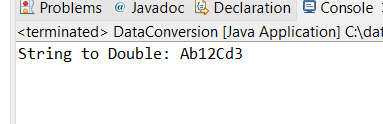 Problems @ Javadoc Declaration Console
<terminated> DataConversion [Java Application] C:\dat
String to Double: Ab12Cd3